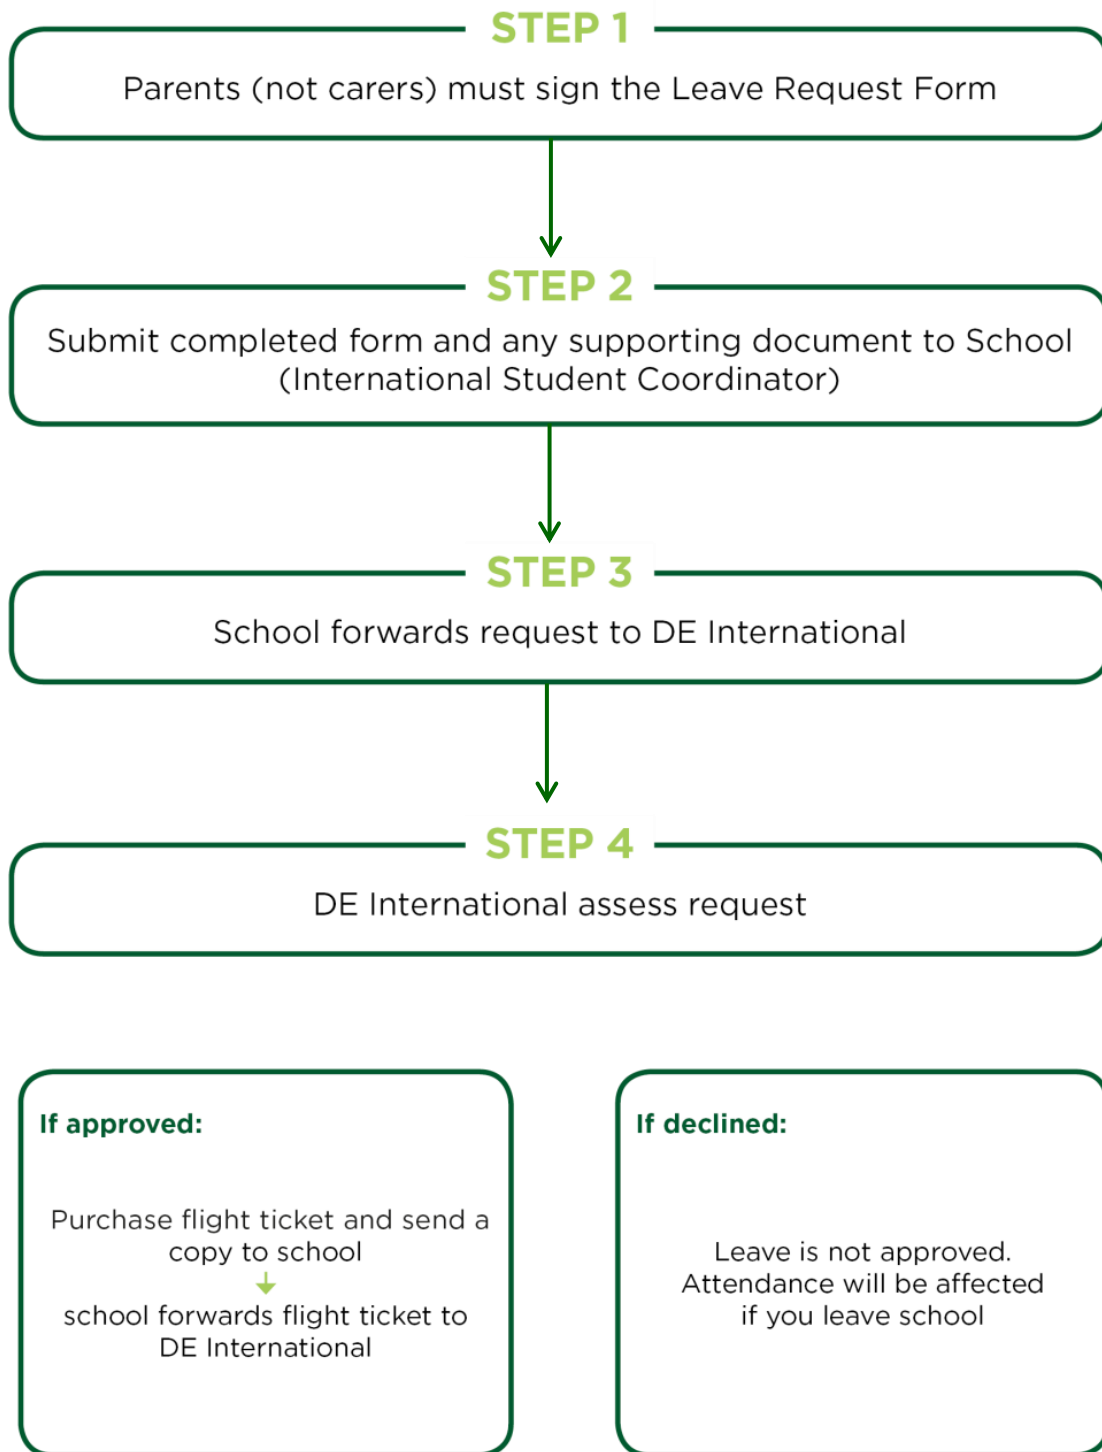 STEP 1
Parents (not carers) must sign the Leave Request Form
STEP 2
Submit completed form and any supporting document to School
(International Student Coordinator)
STEP 3
School forwards request to DE International
STEP 4
DE International assess request
If approved:
Purchase flight ticket and send a
copy to school
school forwards flight ticket to
DE International
If declined:
Leave is not approved.
Attendance will be affected
if you leave school